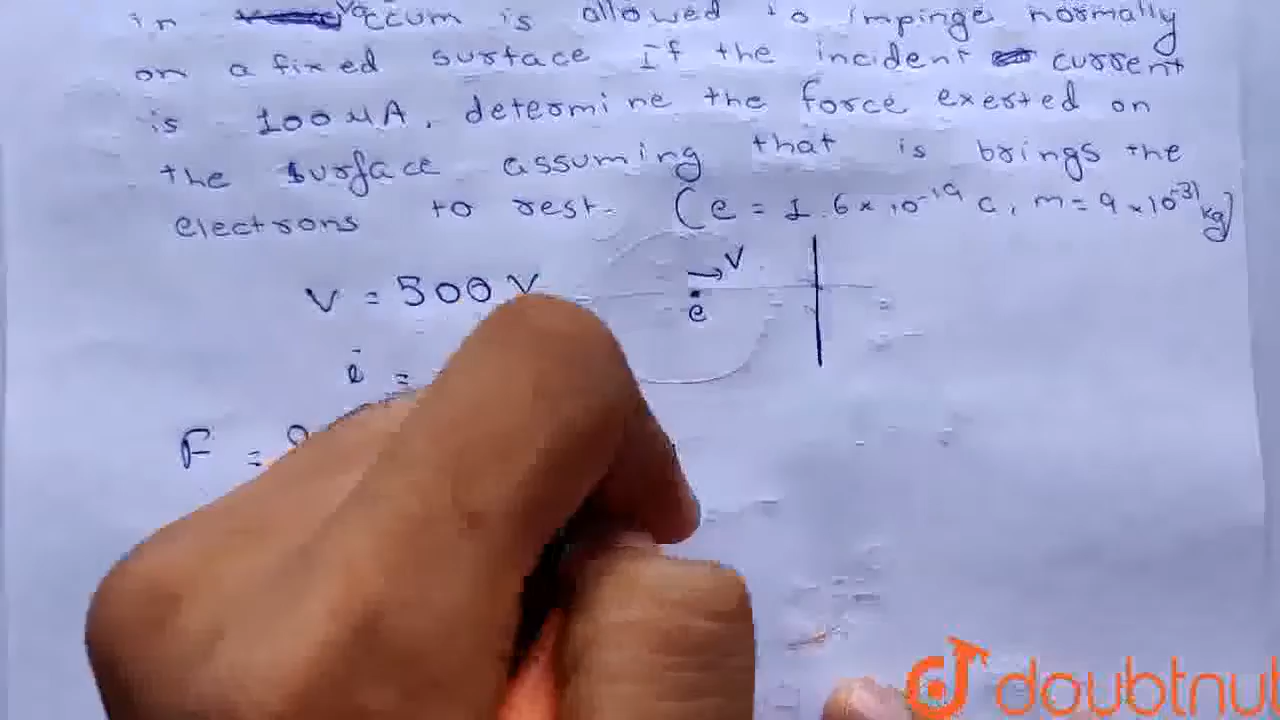 in vaccum is allowed to impinge normally
on a fixed surface If the incident current
is 100 μA, determine the force exerted on
the surface assuming that is brings the
electrons to rest. (e = 1.6 × 10⁻¹⁹ C, m = 9 × 10⁻³¹ kg)
V
V = 500 V
e
i =
F =
doubtnut